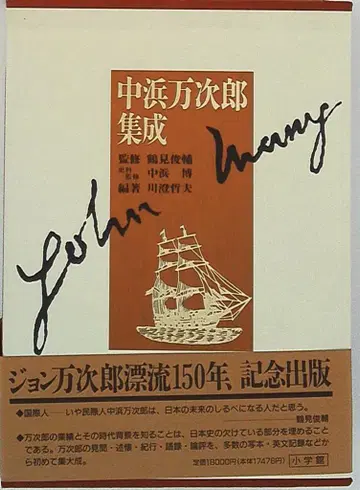 中浜万次郎
集成
監修 鶴見俊輔
史料監修 中浜 博
編著 川澄哲夫
John Mung
ジョン万次郎漂流150年、記念出版
●国際人──いや民際人中浜万次郎は、日本の未来のしるべになる人だと思う。
鶴見俊輔
●万次郎の業績とその時代背景を知ることは、日本史の欠けている部分を埋めること
である。万次郎の見聞・述懐・紀行・語録・論評を、多数の写本・英文記録などか
ら初めて集大成。
定価18000円(本体17476円)
小学館